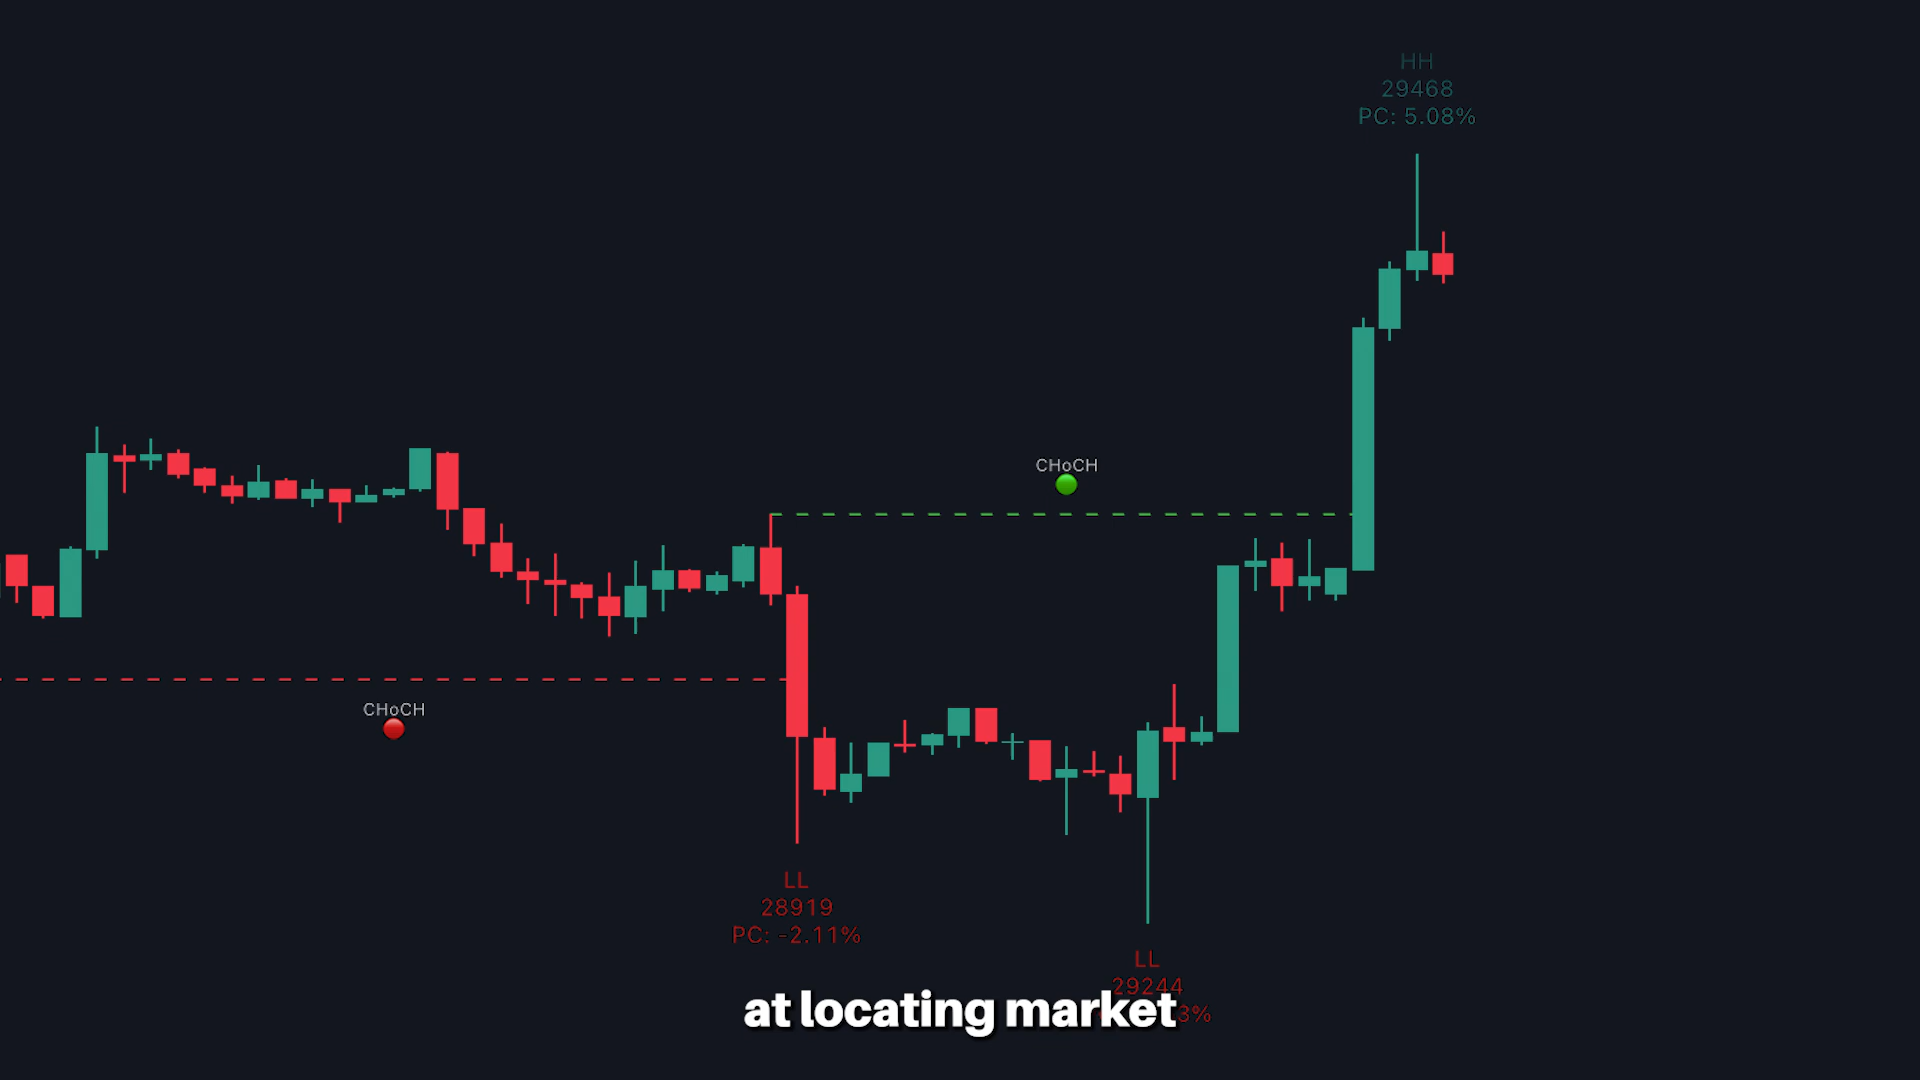 HH
29468
PC: 5.08%
CHoCH
CHoCH
LL
28919
PC: -2.11%
LL
29244
at locating market